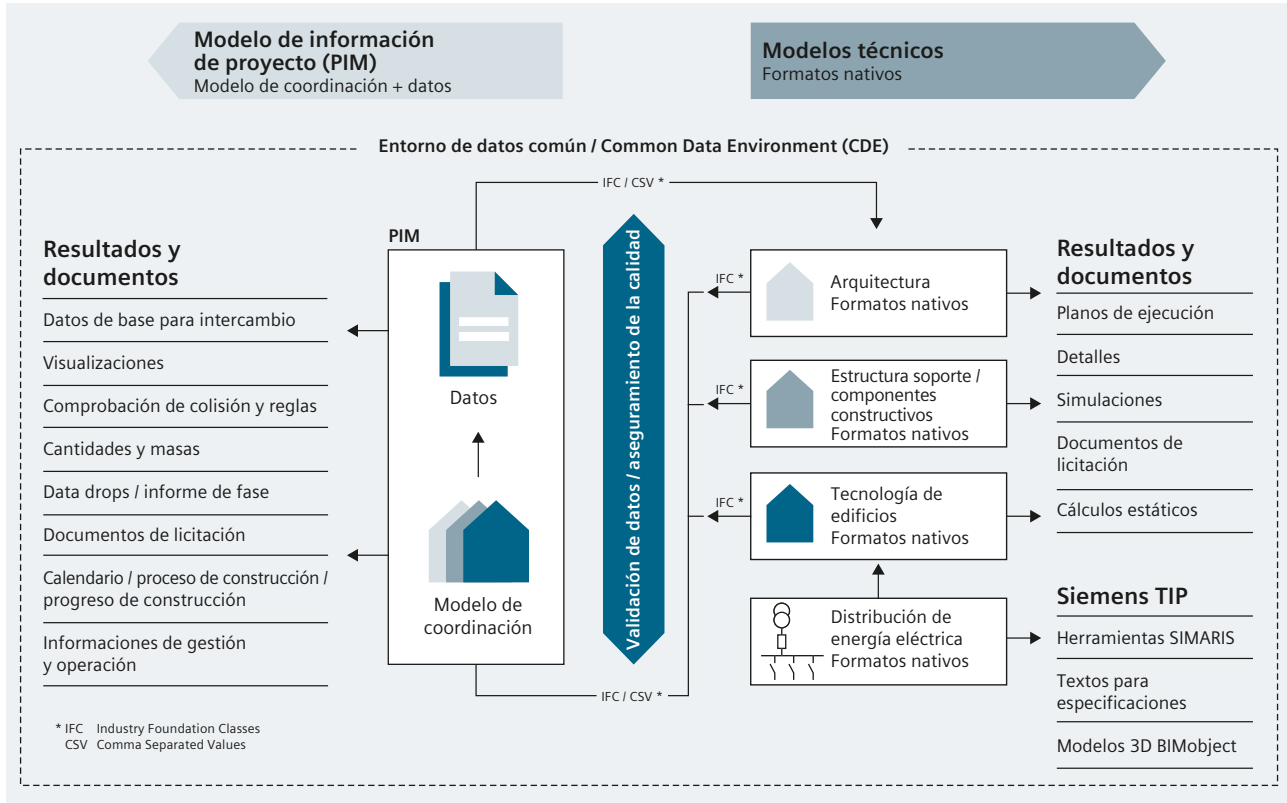 Modelo de información
de proyecto (PIM)
Modelo de coordinación + datos
Modelos técnicos
Formatos nativos
Entorno de datos común / Common Data Environment (CDE)
IFC / CSV *
Resultados y
documentos
Datos de base para intercambio
Visualizaciones
Comprobación de colisión y reglas
Cantidades y masas
Data drops / informe de fase
Documentos de licitación
Calendario / proceso de construcción /
progreso de construcción
Informaciones de gestión
y operación
PIM
Datos
Modelo de
coordinación
Validación de datos / aseguramiento de la calidad
IFC *
Arquitectura
Formatos nativos
IFC *
Estructura soporte /
componentes
constructivos
Formatos nativos
IFC *
Tecnología de
edificios
Formatos nativos
Distribución de
energía eléctrica
Formatos nativos
IFC / CSV *
Resultados y
documentos
Planos de ejecución
Detalles
Simulaciones
Documentos de
licitación
Cálculos estáticos
Siemens TIP
Herramientas SIMARIS
Textos para
especificaciones
Modelos 3D BIMobject
* IFC Industry Foundation Classes
CSV Comma Separated Values